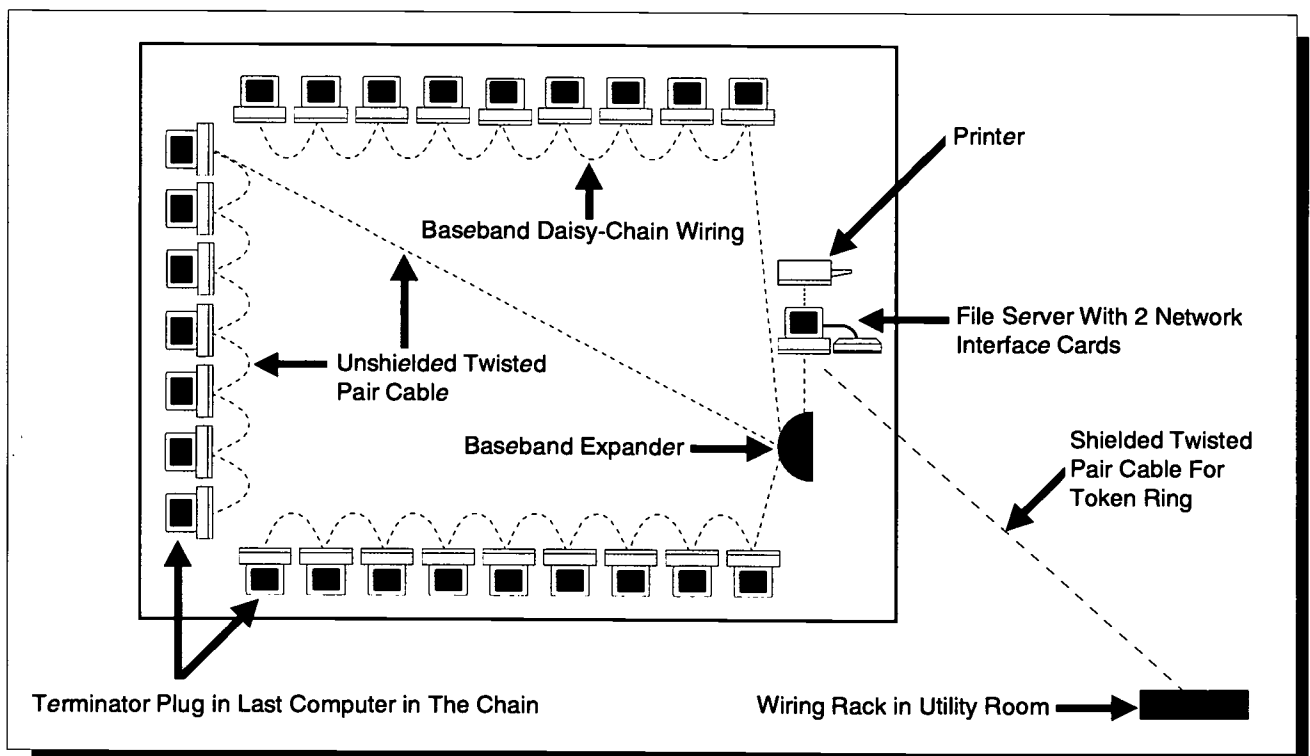 Printer
Baseband Daisy-Chain Wiring
File Server With 2 Network
Interface Cards
Unshielded Twisted
Pair Cable
Baseband Expander
Shielded Twisted
Pair Cable For
Token Ring
Terminator Plug in Last Computer in The Chain
Wiring Rack in Utility Room